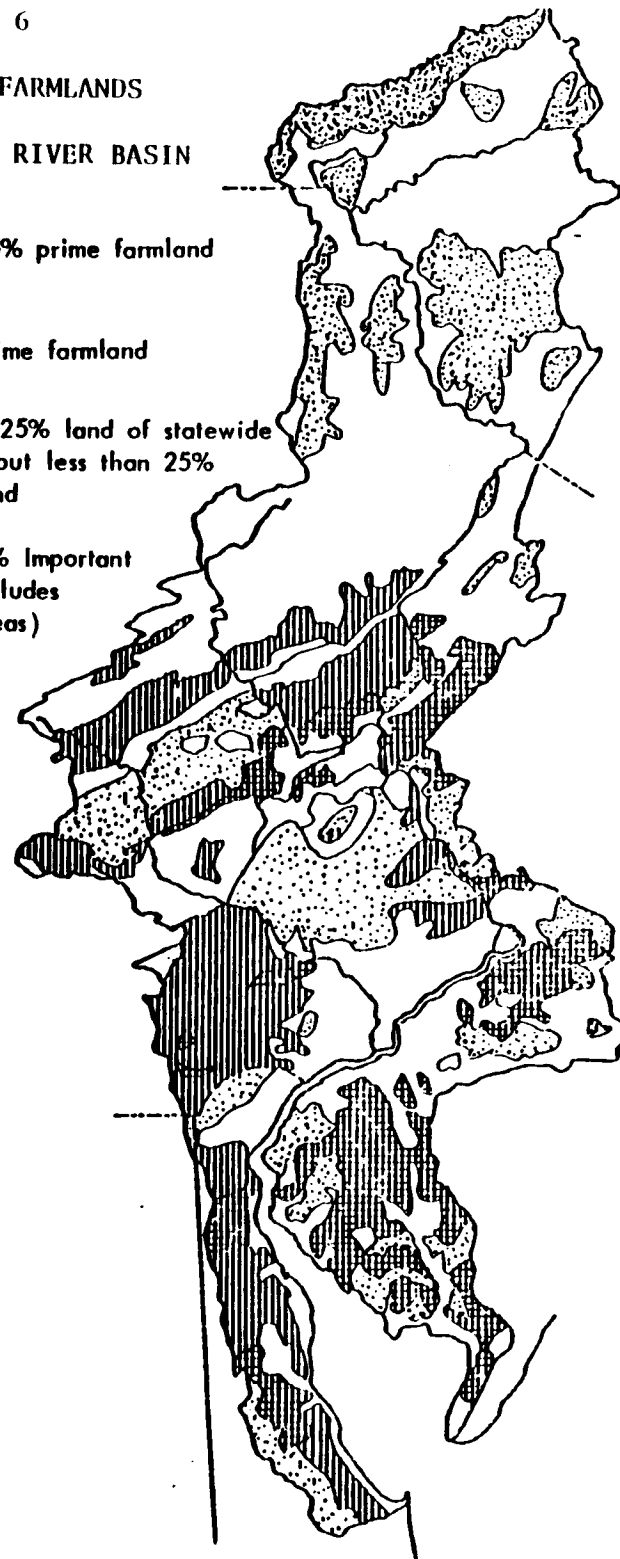 6
FARMLANDS
RIVER BASIN
% prime farmland
me farmland
25% land of statewide
but less than 25%
nd
% Important
ludes
eas)